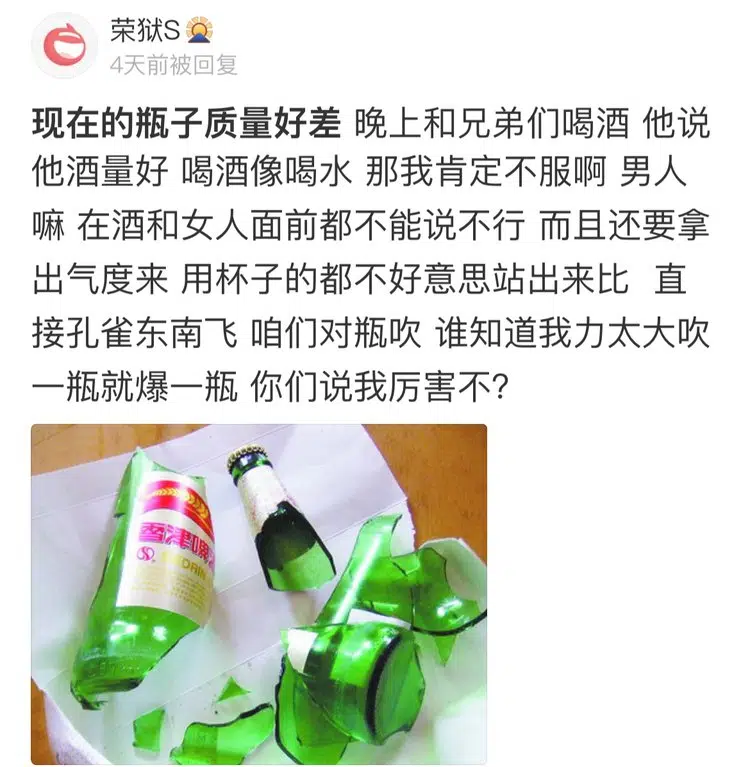 荣狱S
4天前被回复
现在的瓶子质量好差 晚上和兄弟们喝酒 他说
他酒量好 喝酒像喝水 那我肯定不服啊 男人
嘛 在酒和女人面前都不能说不行 而且还要拿
出气度来 用杯子的都不好意思站出来比 直
接孔雀东南飞 咱们对瓶吹 谁知道我力太大吹
一瓶就爆一瓶 你们说我厉害不?